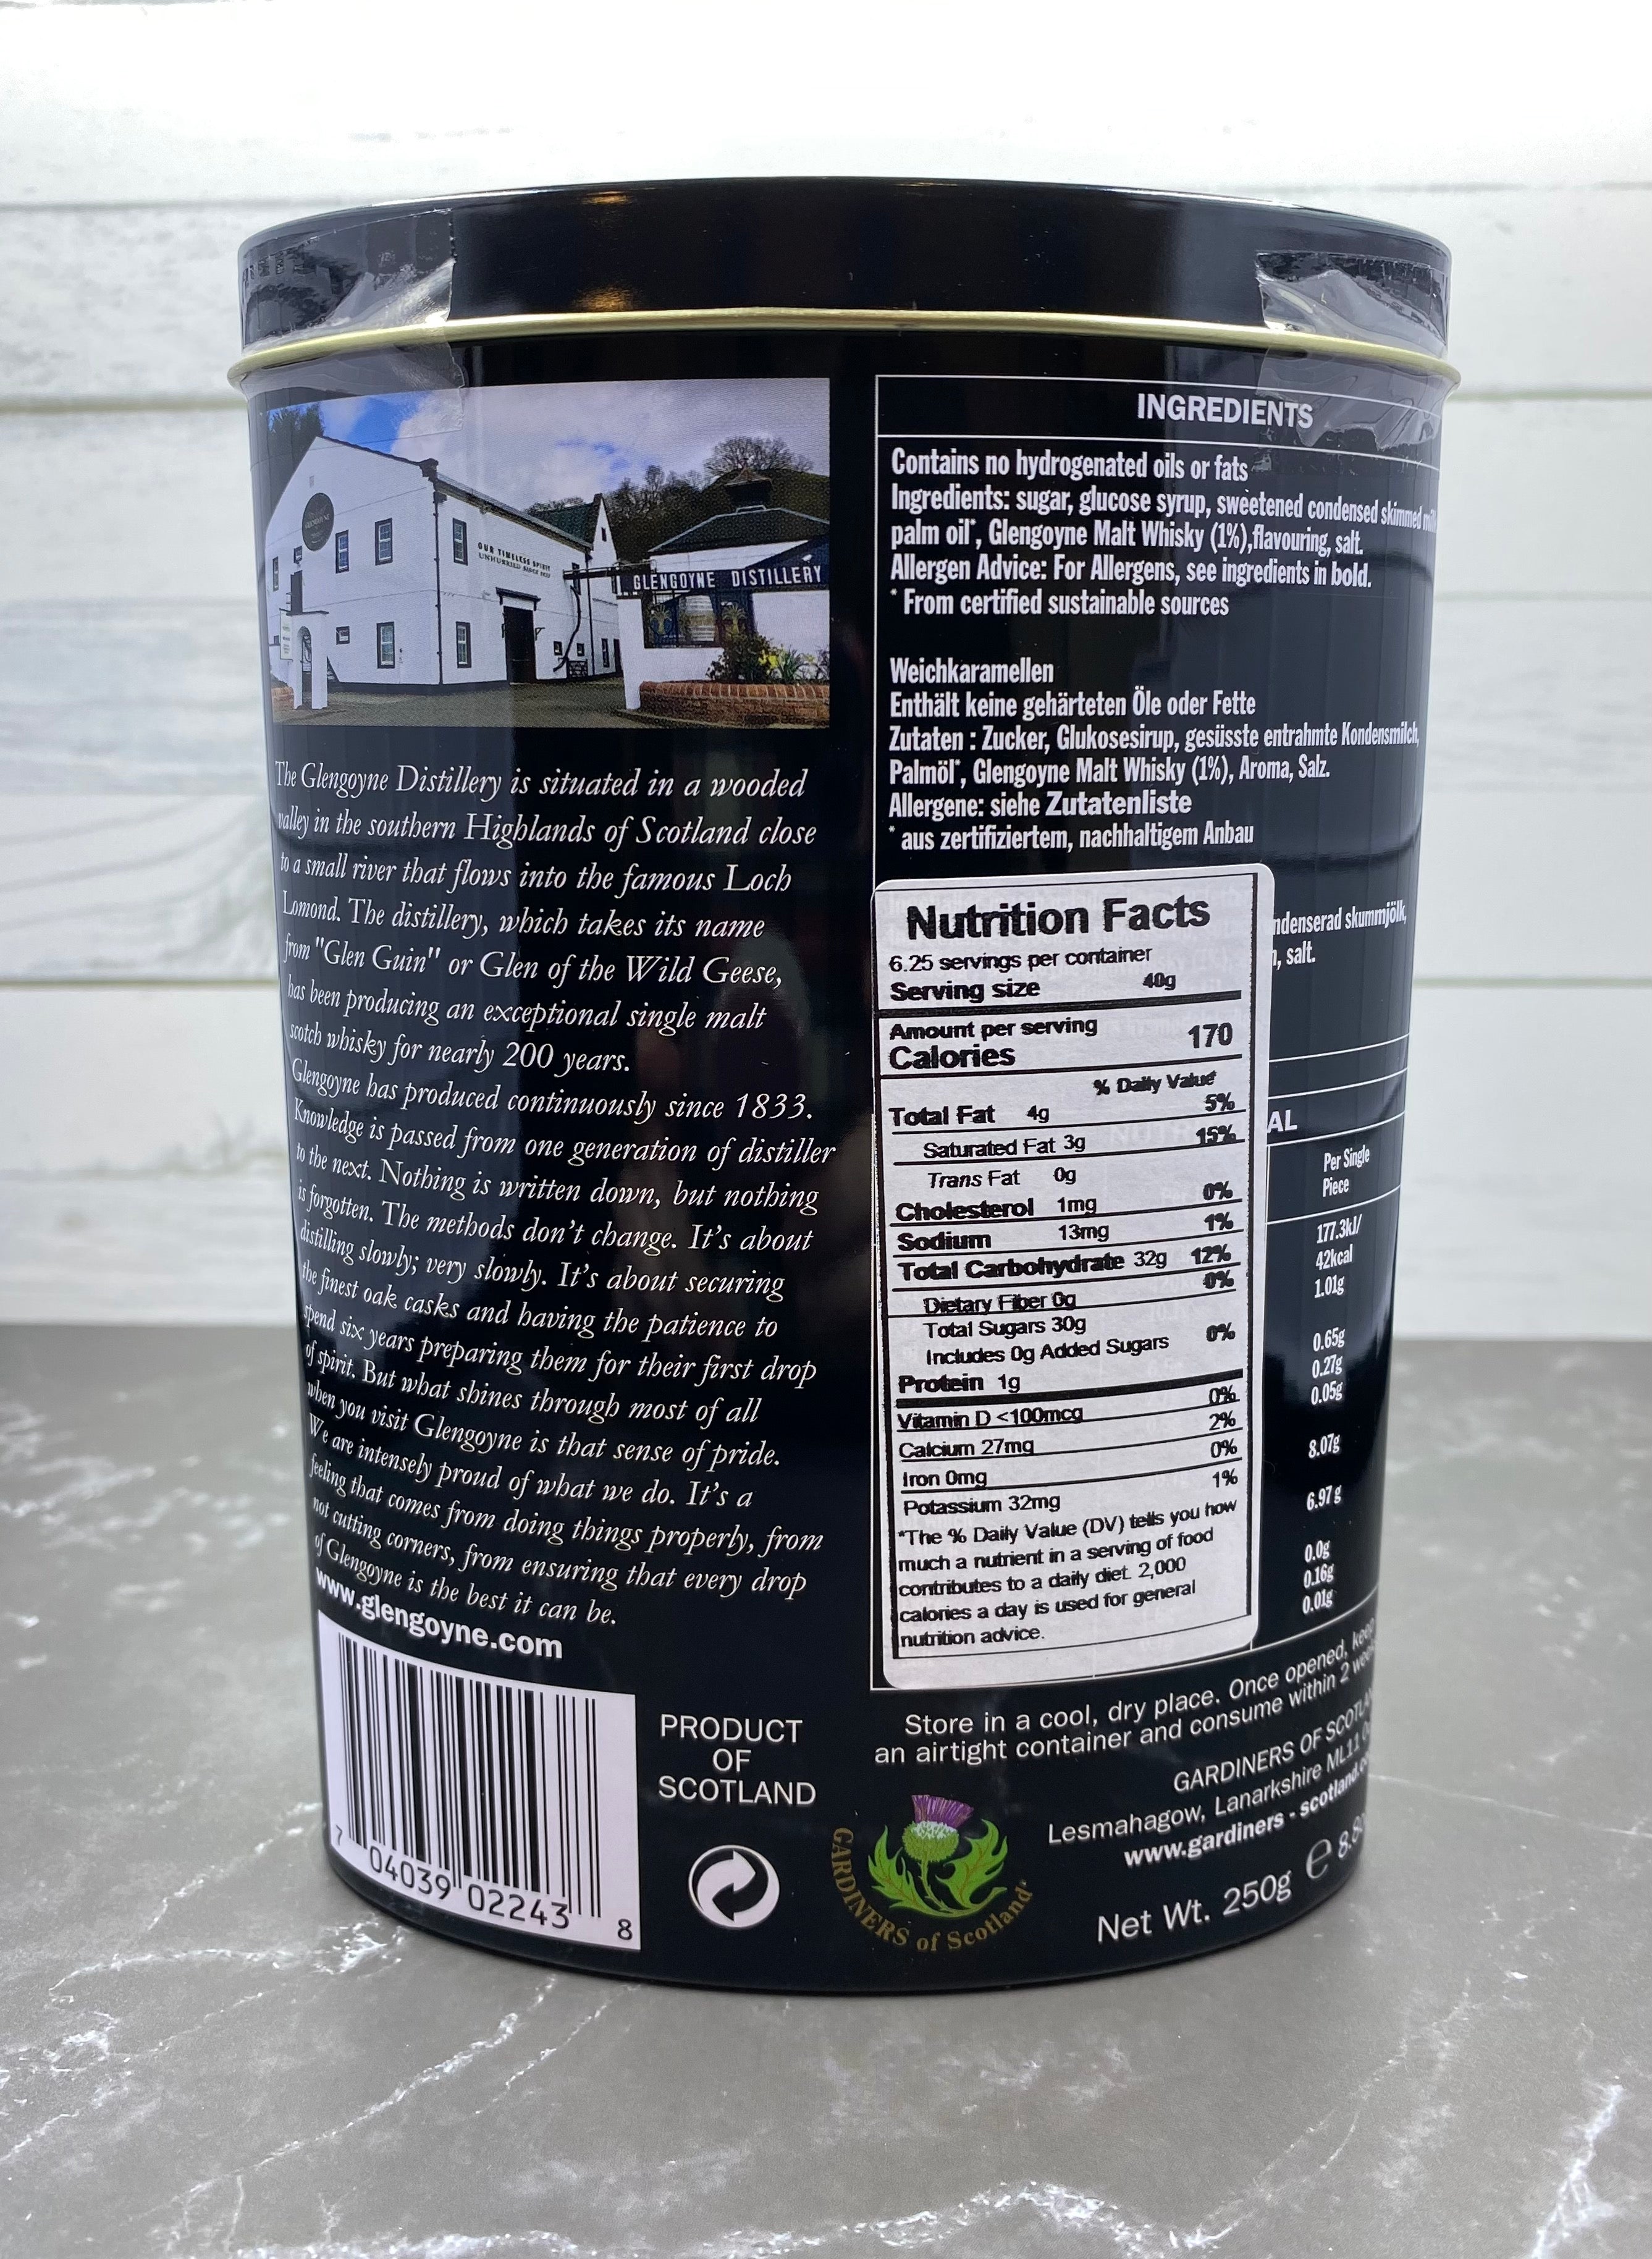 OUR TIMELESS SPIRIT
GLENGOYNE DISTILLERY
The Glengoyne Distillery is situated in a wooded
valley in the southern Highlands of Scotland close
to a small river that flows into the famous Loch
Lomond. The distillery, which takes its name
from "Glen Guin" or Glen of the Wild Geese,
has been producing an exceptional single malt
scotch whisky for nearly 200 years.
Glengoyne has produced continuously since 1833.
Knowledge is passed from one generation of distiller
to the next. Nothing is written down, but nothing
is forgotten. The methods don't change. It's about
distilling slowly; very slowly. It's about securing
the finest oak casks and having the patience to
spend six years preparing them for their first drop
of spirit. But what shines through most of all
when you visit Glengoyne is that sense of pride.
We are intensely proud of what we do. It's a
feeling that comes from doing things properly, from
not cutting corners, from ensuring that every drop
of Glengoyne is the best it can be.
www.glengoyne.com
7 04039 02243 8
PRODUCT
OF
SCOTLAND
INGREDIENTS
Contains no hydrogenated oils or fats
Ingredients: sugar, glucose syrup, sweetened condensed skimmed
palm oil*, Glengoyne Malt Whisky (1%),flavouring, salt.
Allergen Advice: For Allergens, see ingredients in bold.
* From certified sustainable sources
Weichkaramellen
Enthält keine gehärteten Öle oder Fette
Zutaten : Zucker, Glukosesirup, gesüsste entrahmte Kondensmilch,
Palmöl*, Glengoyne Malt Whisky (1%), Aroma, Salz.
Allergene: siehe Zutatenliste
* aus zertifiziertem, nachhaltigem Anbau
ndenserad skummjölk,
, salt.
Nutrition Facts
6.25 servings per container
Serving size 40g
Amount per serving
Calories 170
% Daily Value*
Total Fat 4g 5%
Saturated Fat 3g 15%
Trans Fat 0g
Cholesterol 1mg 0%
Sodium 13mg 1%
Total Carbohydrate 32g 12%
Dietary Fiber 0g 0%
Total Sugars 30g
Includes 0g Added Sugars 0%
Protein 1g
Vitamin D <100mcg 0%
Calcium 27mg 2%
Iron 0mg 0%
Potassium 32mg 1%
*The % Daily Value (DV) tells you how
much a nutrient in a serving of food
contributes to a daily diet. 2,000
calories a day is used for general
nutrition advice.
AL
Per Single
Piece
177.3kJ/
42kcal
1.01g
0.65g
0.27g
0.05g
8.07g
6.97 g
0.0g
0.16g
0.01g
Store in a cool, dry place. Once opened, keep
an airtight container and consume within 2
GARDINERS OF
Lesmahagow, Lanarkshire ML11
www.gardiners - scotland.
Net Wt. 250g e 8.8
GARDINERS of Scotland